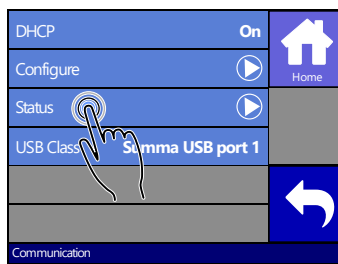 DHCP On
Home
Configure
Status
USB Class Summa USB port 1
Communication